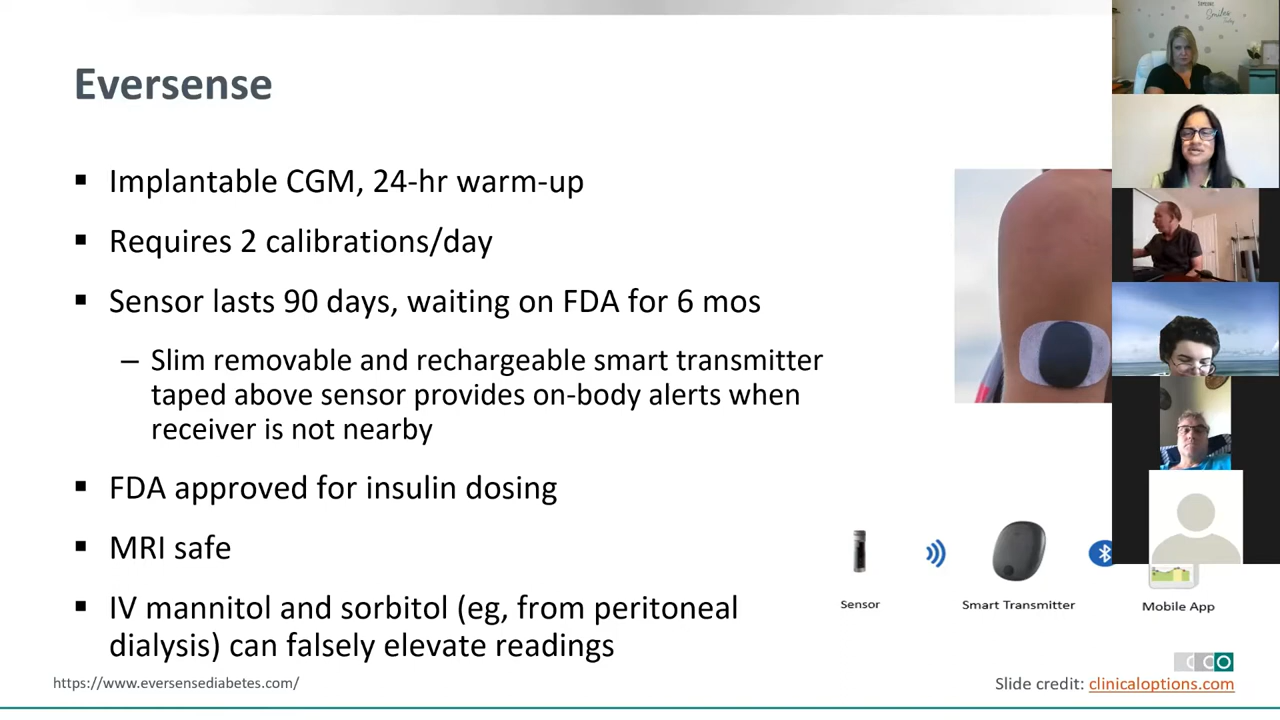 Eversense
▪ Implantable CGM, 24-hr warm-up
▪ Requires 2 calibrations/day
▪ Sensor lasts 90 days, waiting on FDA for 6 mos
– Slim removable and rechargeable smart transmitter
taped above sensor provides on-body alerts when
receiver is not nearby
▪ FDA approved for insulin dosing
▪ MRI safe
▪ IV mannitol and sorbitol (eg, from peritoneal
dialysis) can falsely elevate readings
Sensor
Smart Transmitter
Mobile App
https://www.eversensediabetes.com/
CCO
Slide credit: clinicaloptions.com
Smiles